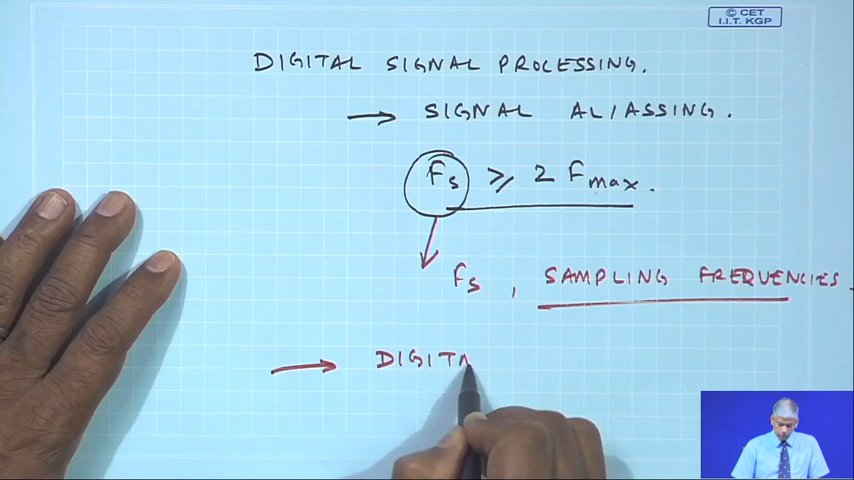 © CET
I.I.T. KGP
DIGITAL SIGNAL PROCESSING.
→ SIGNAL ALIASSING.
Fs ⩾ 2 Fmax.
Fs, SAMPLING FREQUENCIES.
→ DIGITA